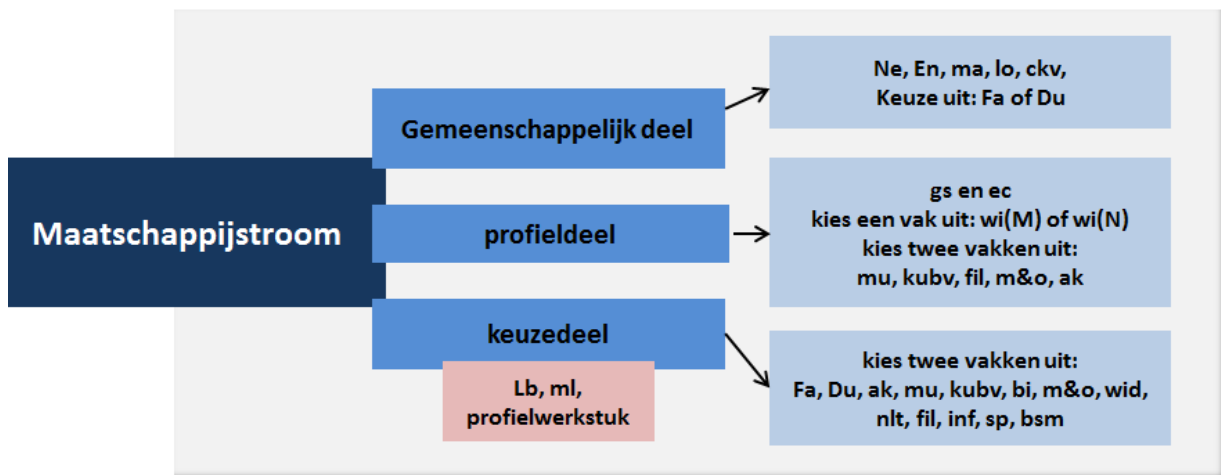 Maatschappijstroom
Gemeenschappelijk deel
Ne, En, ma, lo, ckv,
Keuze uit: Fa of Du
profieldeel
gs en ec
kies een vak uit: wi(M) of wi(N)
kies twee vakken uit:
mu, kubv, fil, m&o, ak
keuzedeel
Lb, ml,
profielwerkstuk
kies twee vakken uit:
Fa, Du, ak, mu, kubv, bi, m&o, wid,
nlt, fil, inf, sp, bsm